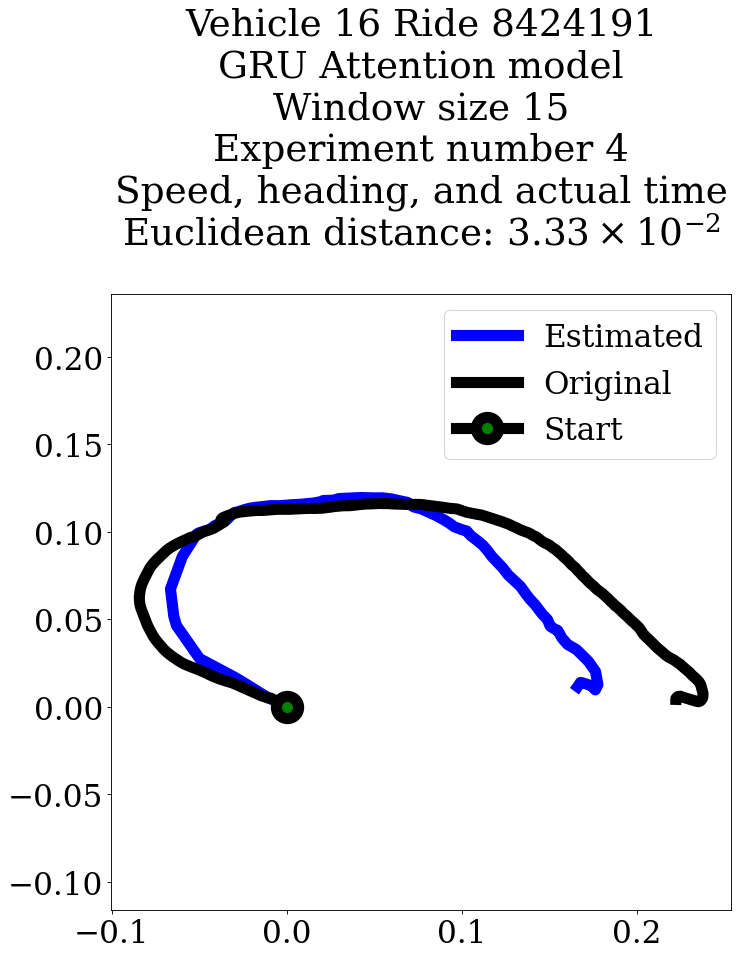 Vehicle 16 Ride 8424191
GRU Attention model
Window size 15
Experiment number 4
Speed, heading, and actual time
Euclidean distance: 3.33 × 10⁻²
Estimated
Original
Start
0.20
0.15
0.10
0.05
0.00
−0.05
−0.10
−0.1 0.0 0.1 0.2